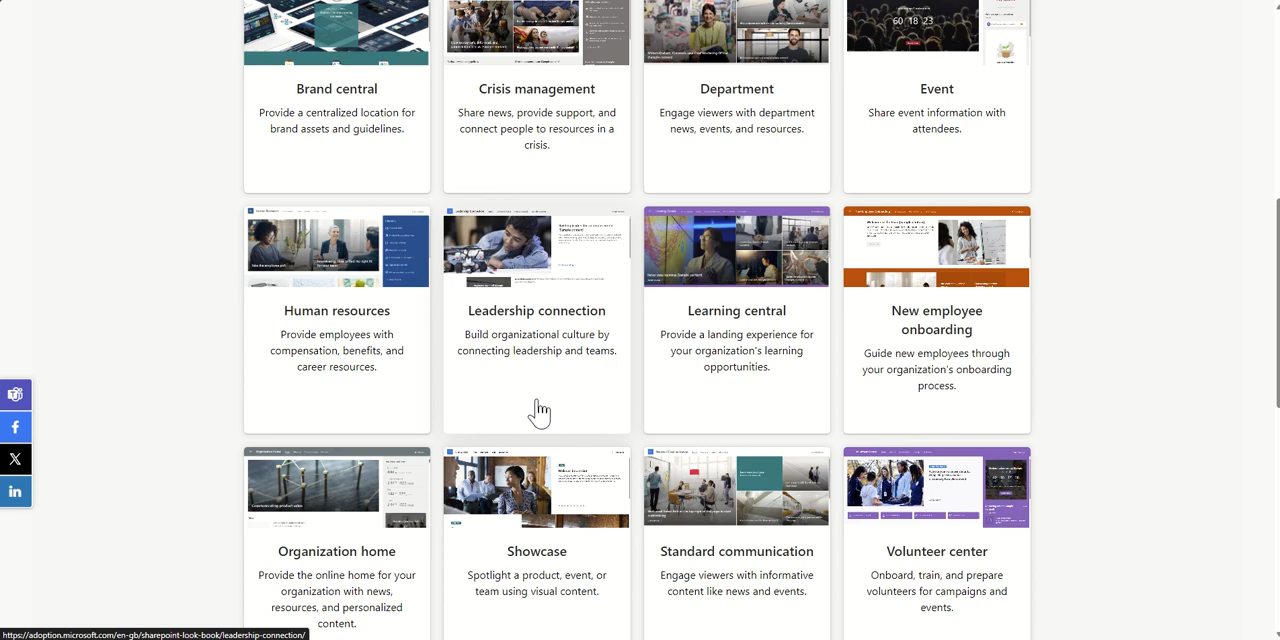 60 18 23
Brand central
Provide a centralized location for
brand assets and guidelines.
Crisis management
Share news, provide support, and
connect people to resources in a
crisis.
Department
Engage viewers with department
news, events, and resources.
Event
Share event information with
attendees.
Human resources
Provide employees with
compensation, benefits, and
career resources.
Leadership connection
Build organizational culture by
connecting leadership and teams.
Learning central
Provide a landing experience for
your organization's learning
opportunities.
New employee
onboarding
Guide new employees through
your organization's onboarding
process.
Organization home
Provide the online home for your
organization with news,
resources, and personalized
content.
Showcase
Spotlight a product, event, or
team using visual content.
Standard communication
Engage viewers with informative
content like news and events.
Volunteer center
Onboard, train, and prepare
volunteers for campaigns and
events.
https://adoption.microsoft.com/en-gb/sharepoint-look-book/leadership-connection/